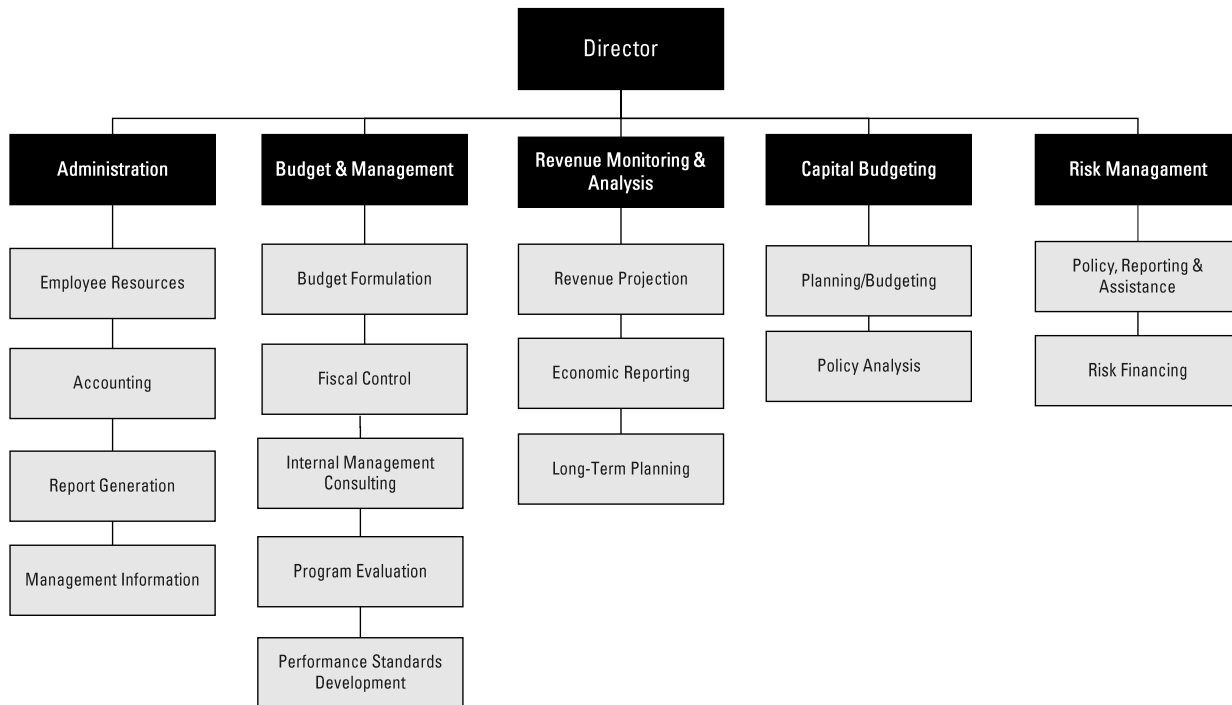 Director
Administration
Budget & Management
Revenue Monitoring &
Analysis
Capital Budgeting
Risk Managament
Employee Resources
Accounting
Report Generation
Management Information
Budget Formulation
Fiscal Control
Internal Management
Consulting
Program Evaluation
Performance Standards
Development
Revenue Projection
Economic Reporting
Long-Term Planning
Planning/Budgeting
Policy Analysis
Policy, Reporting &
Assistance
Risk Financing